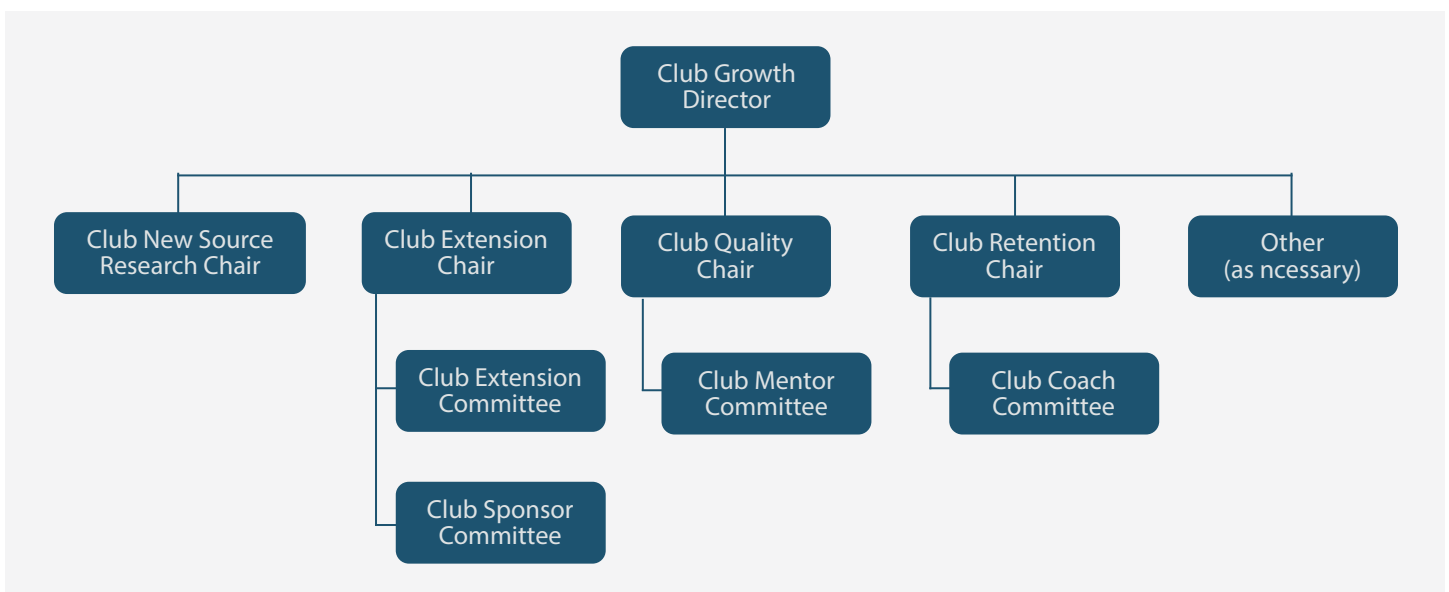 Club Growth
Director
Club New Source
Research Chair
Club Extension
Chair
Club Quality
Chair
Club Retention
Chair
Other
(as ncessary)
Club Extension
Committee
Club Mentor
Committee
Club Coach
Committee
Club Sponsor
Committee